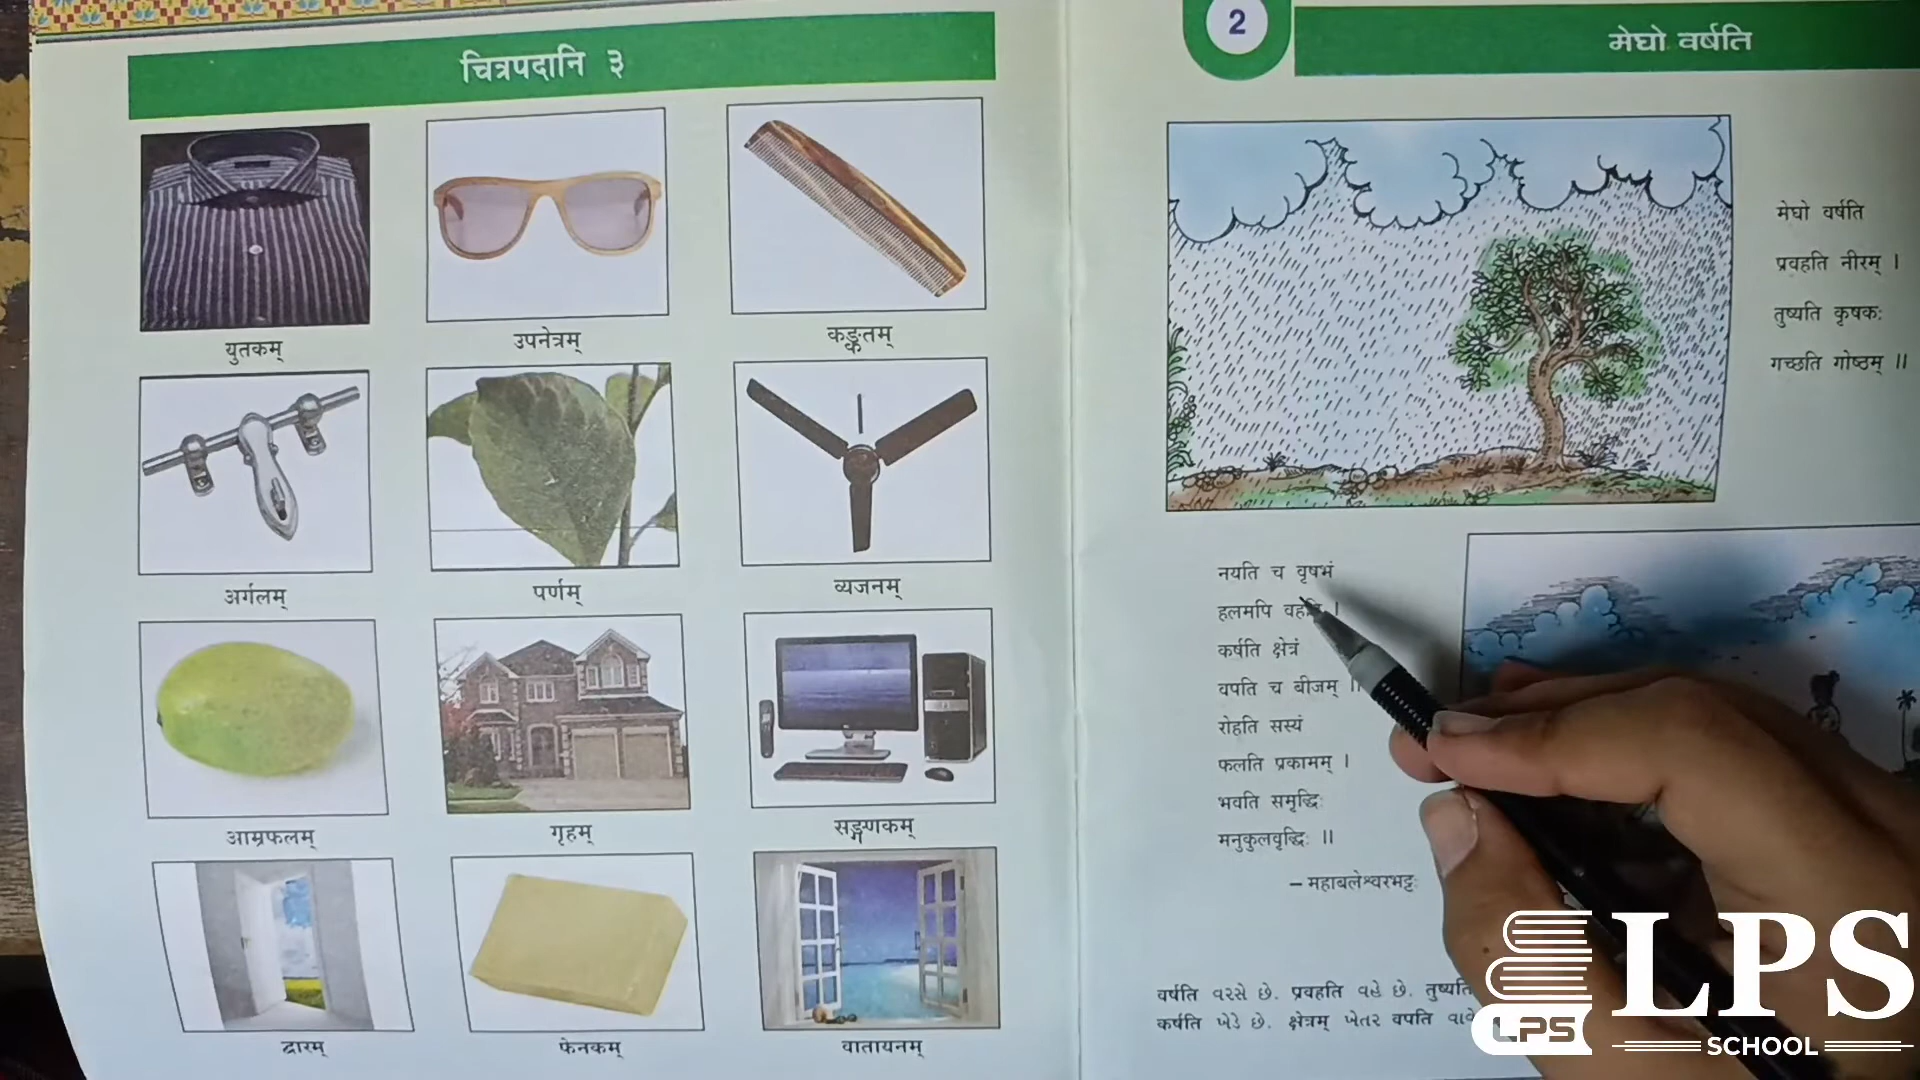 चित्रपदानि ३
युतकम् उपनेत्रम् कङ्कतम्
अर्गलम् पर्णम् व्यजनम्
आम्रफलम् गृहम् सङ्गणकम्
द्वारम् फेनकम् वातायनम्
2
मेघो वर्षति
मेघो वर्षति
प्रवहति नीरम् ।
तुष्यति कृषकः
गच्छति गोष्ठम् ॥
नयति च वृषभं
हलमपि वहति ।
कर्षति क्षेत्रं
वपति च बीजम् ॥
रोहति सस्यं
फलति प्रकामम् ।
भवति समृद्धिः
मनुकुलवृद्धिः ॥
– महाबलेश्वरभट्टः
वर्षति વરસે છે. प्रवहति વહે છે. तुष्यति
कर्षति ખેડે છે. क्षेत्रम् ખેતર वपति
LPS
LPS
SCHOOL